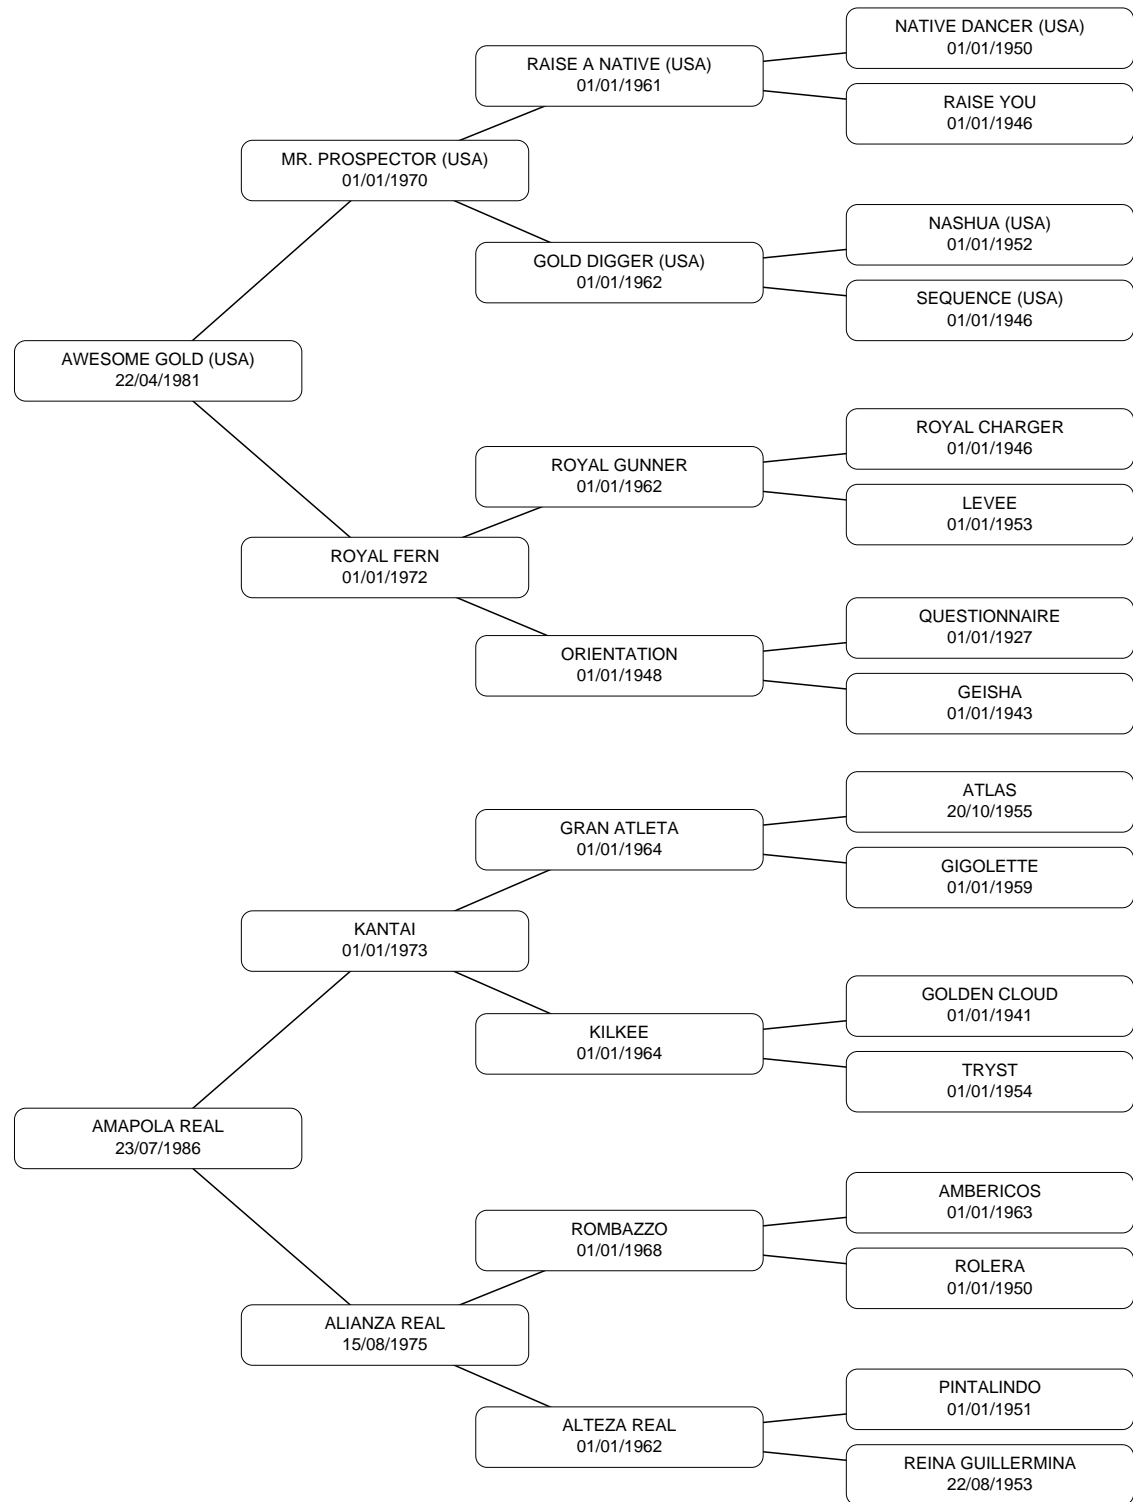 NATIVE DANCER (USA)
01/01/1950
RAISE A NATIVE (USA)
01/01/1961
RAISE YOU
01/01/1946
MR. PROSPECTOR (USA)
01/01/1970
NASHUA (USA)
01/01/1952
GOLD DIGGER (USA)
01/01/1962
SEQUENCE (USA)
01/01/1946
AWESOME GOLD (USA)
22/04/1981
ROYAL CHARGER
01/01/1946
ROYAL GUNNER
01/01/1962
LEVEE
01/01/1953
ROYAL FERN
01/01/1972
QUESTIONNAIRE
01/01/1927
ORIENTATION
01/01/1948
GEISHA
01/01/1943
ATLAS
20/10/1955
GRAN ATLETA
01/01/1964
GIGOLETTE
01/01/1959
KANTAI
01/01/1973
GOLDEN CLOUD
01/01/1941
KILKEE
01/01/1964
TRYST
01/01/1954
AMAPOLA REAL
23/07/1986
AMBERICOS
01/01/1963
ROMBAZZO
01/01/1968
ROLERA
01/01/1950
ALIANZA REAL
15/08/1975
PINTALINDO
01/01/1951
ALTEZA REAL
01/01/1962
REINA GUILLERMINA
22/08/1953